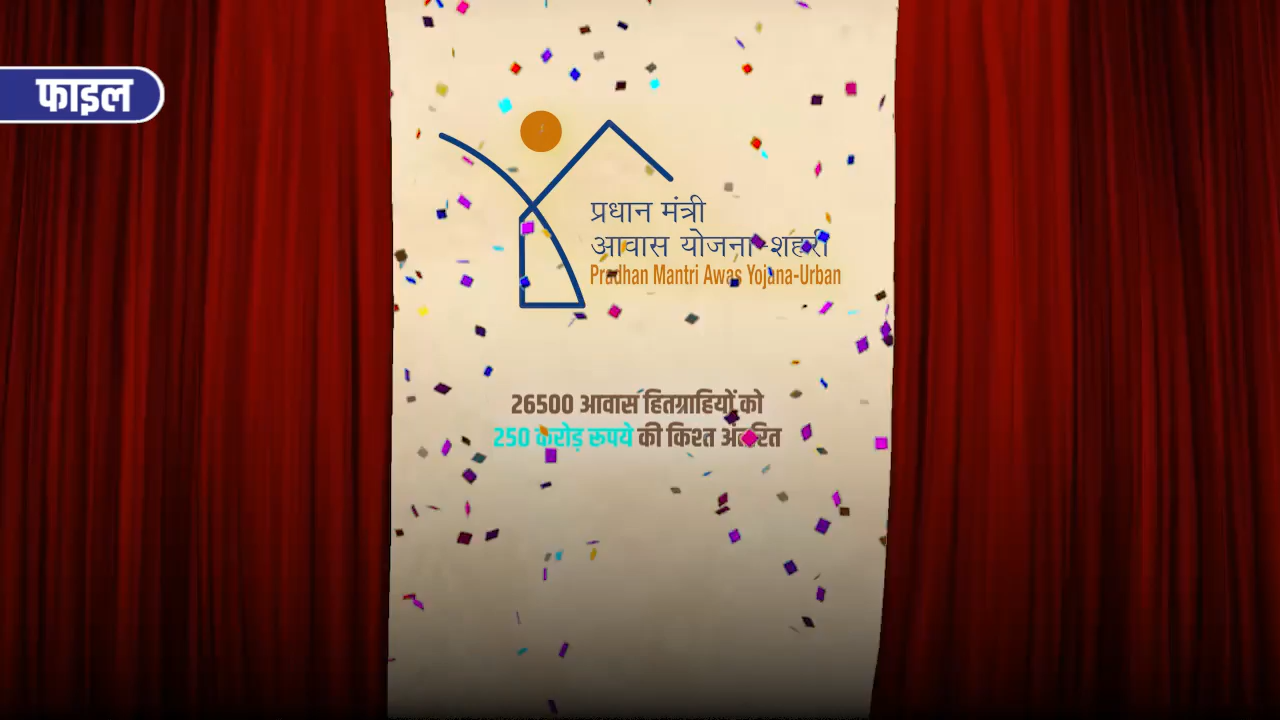 फाइल
प्रधान मंत्री
आवास योजना-शहरी
Pradhan Mantri Awas Yojana-Urban
26500 आवास हितग्राहियों को
250 करोड़ रूपये की किश्त अंतरित